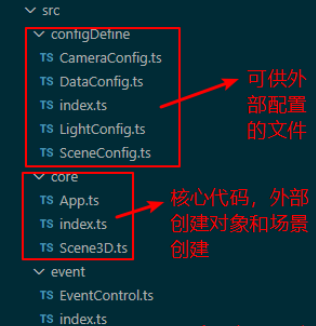 src
configDefine
TS CameraConfig.ts
TS DataConfig.ts
TS index.ts
TS LightConfig.ts
TS SceneConfig.ts
可供外
部配置
的文件
core
TS App.ts
TS index.ts
TS Scene3D.ts
核心代码，外部
创建对象和场景
创建
event
TS EventControl.ts
TS index.ts